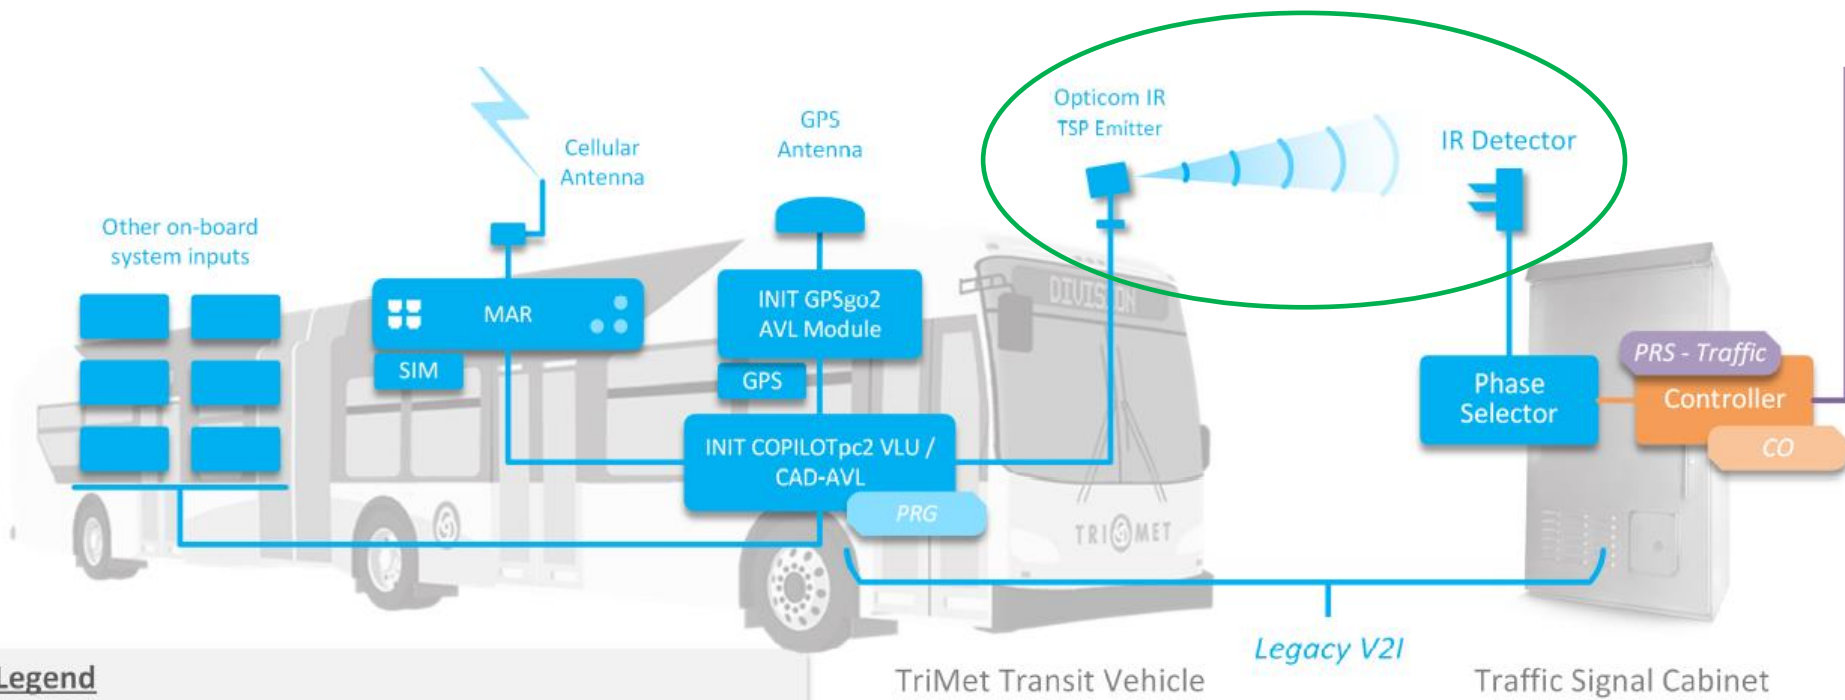 Opticom IR
TSP Emitter
GPS
Antenna
Cellular
Antenna
IR Detector
Other on-board
system inputs
MAR
SIM
INIT GPSgo2
AVL Module
GPS
DIVISION
INIT COPILOTpc2 VLU /
CAD-AVL
PRG
TRIMET
Phase
Selector
PRS - Traffic
Controller
CO
Legacy V2I
Legend
TriMet Transit Vehicle
Traffic Signal Cabinet